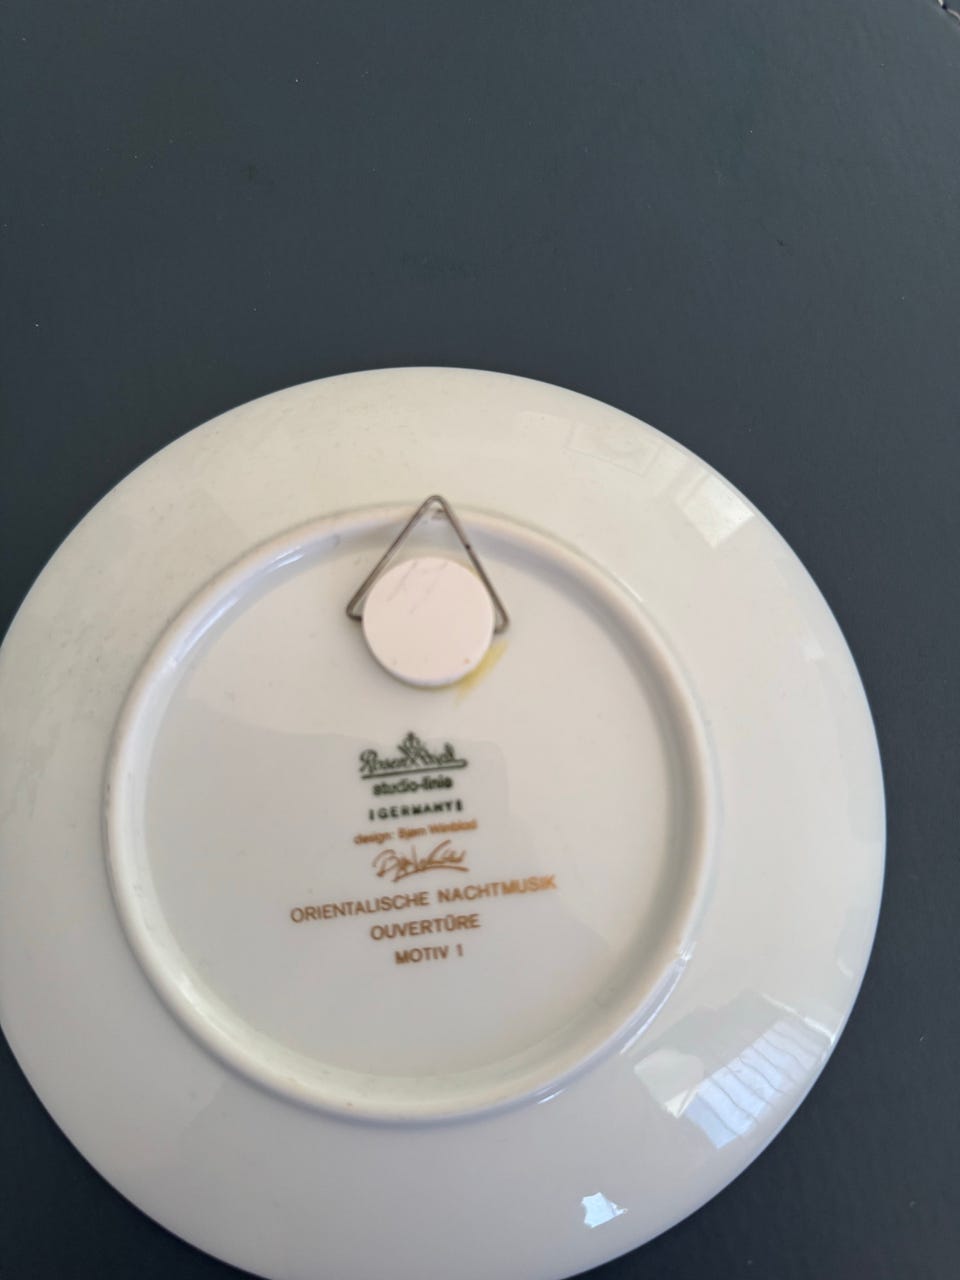 Rosenthal
studio-linie
GERMANY
design: Bjørn Wiinblad
ORIENTALISCHE NACHTMUSIK
OUVERTÜRE
MOTIV 1